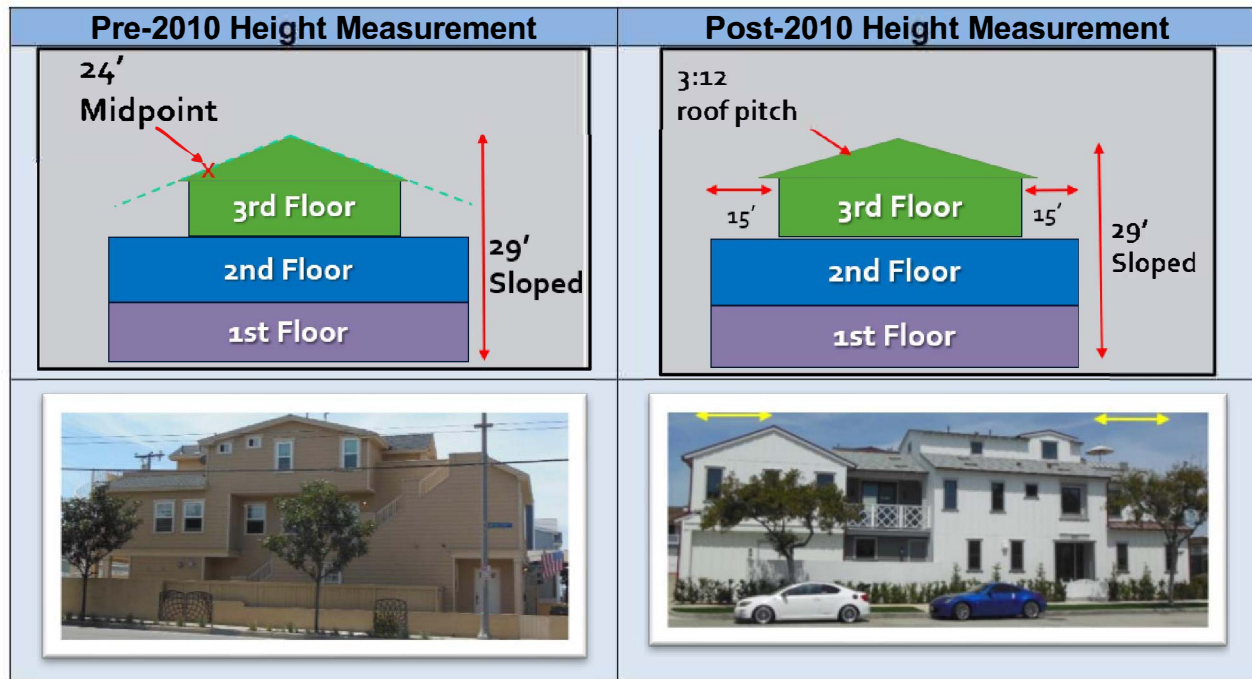 Pre-2010 Height Measurement
Post-2010 Height Measurement
24′
Midpoint
X
3rd Floor
2nd Floor
1st Floor
29′
Sloped
3:12
roof pitch
15′
3rd Floor
15′
2nd Floor
1st Floor
29′
Sloped